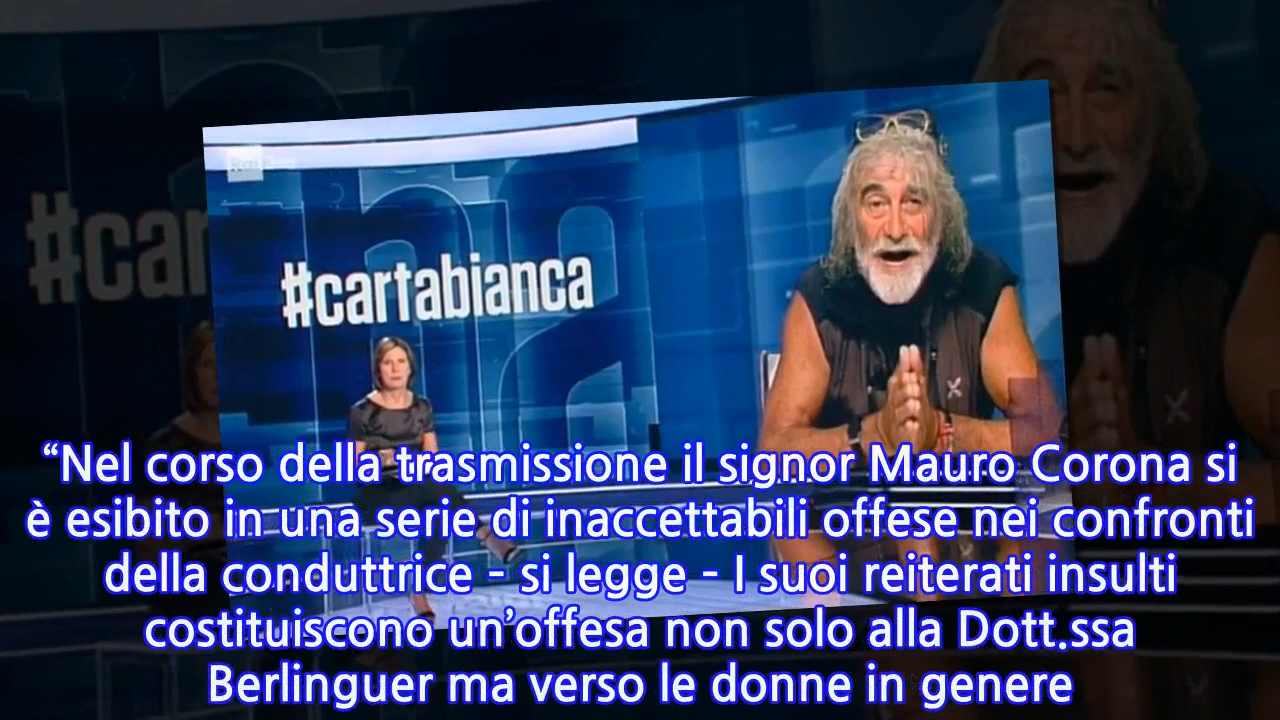 #cartabianca
“Nel corso della trasmissione il signor Mauro Corona si
è esibito in una serie di inaccettabili offese nei confronti
della conduttrice - si legge - I suoi reiterati insulti
costituiscono un’offesa non solo alla Dott.ssa
Berlinguer ma verso le donne in genere